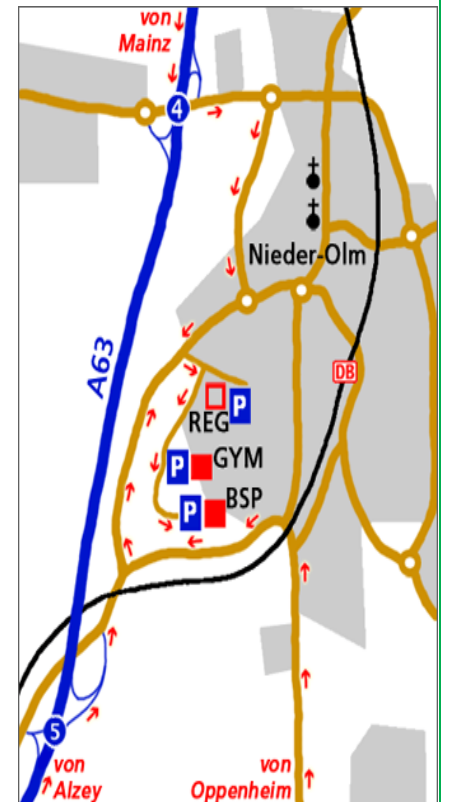 von
Mainz
4
Nieder-Olm
A63
DB
P
REG
P
GYM
P
BSP
5
von
Alzey
von
Oppenheim